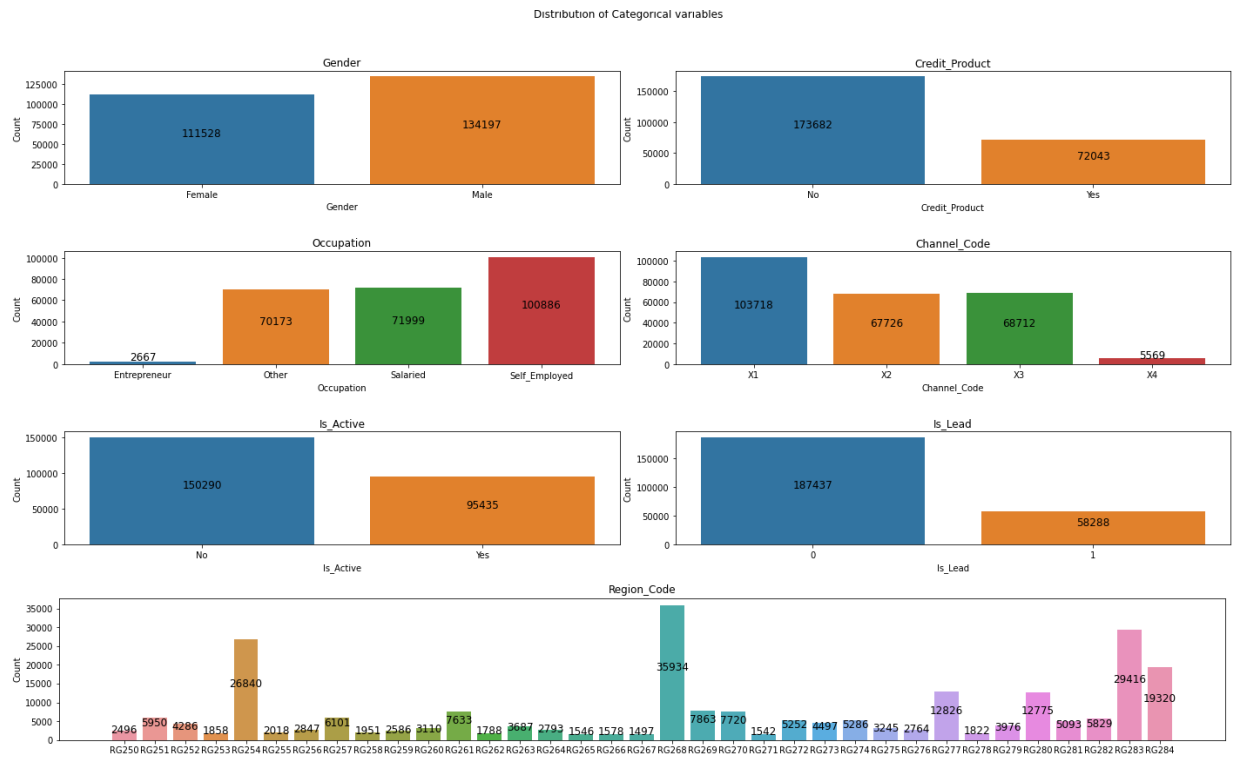 Distribution of Categorical variables
Gender
Count
125000
100000
75000
50000
25000
0
111528
134197
Female
Male
Gender
Credit_Product
Count
150000
100000
50000
0
173682
72043
No
Yes
Credit_Product
Occupation
Count
100000
80000
60000
40000
20000
0
2667
70173
71999
100886
Entrepreneur
Other
Salaried
Self_Employed
Occupation
Channel_Code
Count
100000
80000
60000
40000
20000
0
103718
67726
68712
5569
X1
X2
X3
X4
Channel_Code
Is_Active
Count
150000
100000
50000
0
150290
95435
No
Yes
Is_Active
Is_Lead
Count
150000
100000
50000
0
187437
58288
0
1
Is_Lead
Region_Code
Count
35000
30000
25000
20000
15000
10000
5000
0
2496 5950 4286 1858 26840 2018 2847 6101 1951 2586 3110 7633 1788 3687 2793 1546 1578 1497 35934 7863 7720 1542 5252 4497 5286 3245 2764 12826 1822 3976 12775 5093 5829 29416 19320
RG250 RG251 RG252 RG253 RG254 RG255 RG256 RG257 RG258 RG259 RG260 RG261 RG262 RG263 RG264 RG265 RG266 RG267 RG268 RG269 RG270 RG271 RG272 RG273 RG274 RG275 RG276 RG277 RG278 RG279 RG280 RG281 RG282 RG283 RG284